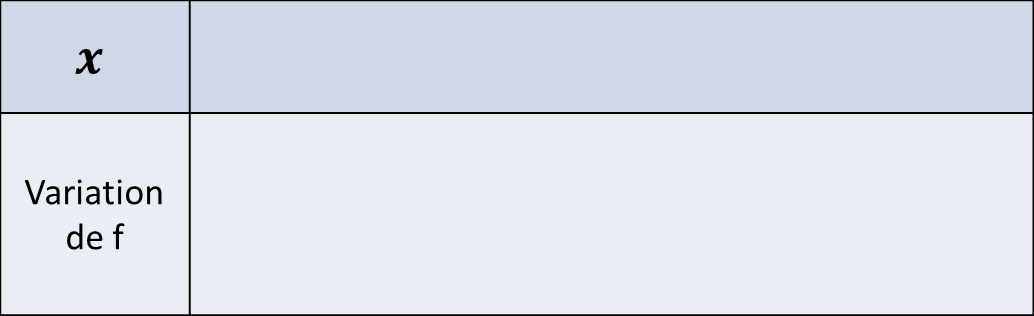 x
Variation
de f